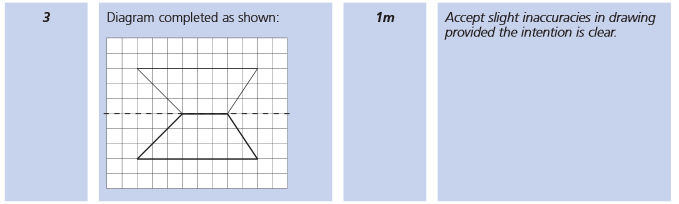 3
Diagram completed as shown:
1m
Accept slight inaccuracies in drawing
provided the intention is clear.